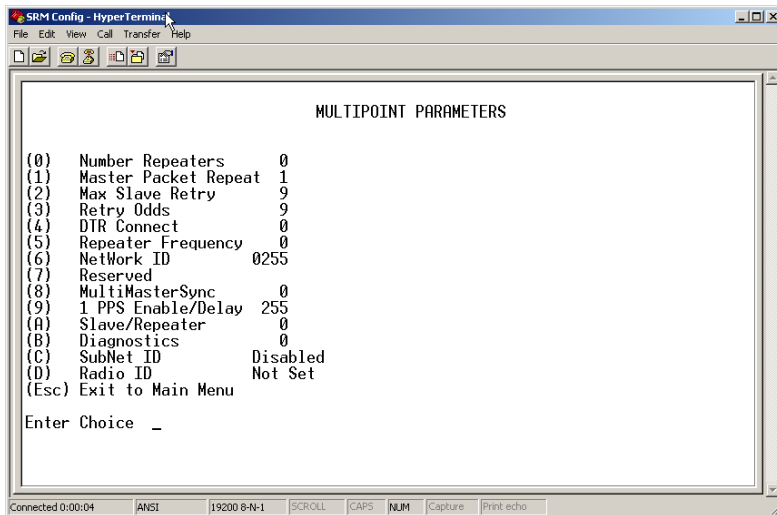 SRM Config - HyperTerminal
File Edit View Call Transfer Help
MULTIPOINT PARAMETERS
(0) Number Repeaters 0
(1) Master Packet Repeat 1
(2) Max Slave Retry 9
(3) Retry Odds 9
(4) DTR Connect 0
(5) Repeater Frequency 0
(6) NetWork ID 0255
(7) Reserved
(8) MultiMasterSync 0
(9) 1 PPS Enable/Delay 255
(A) Slave/Repeater 0
(B) Diagnostics 0
(C) SubNet ID Disabled
(D) Radio ID Not Set
(Esc) Exit to Main Menu
Enter Choice _
Connected 0:00:04 ANSI 19200 8-N-1 SCROLL CAPS NUM Capture Print echo